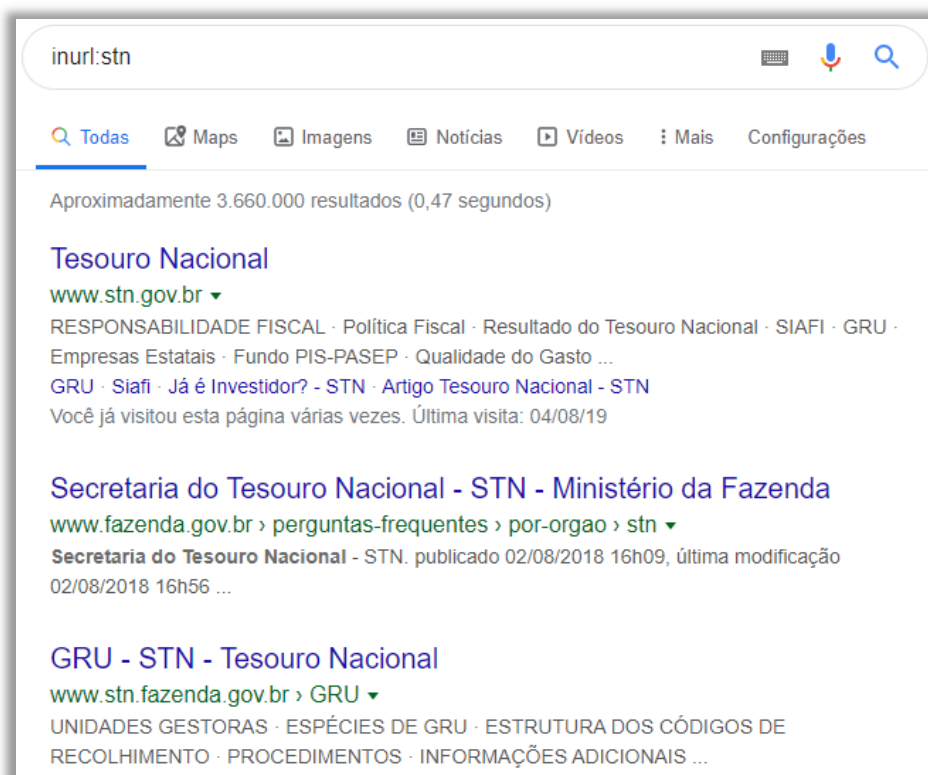 inurl:stn
Todas Maps Imagens Notícias Vídeos Mais Configurações
Aproximadamente 3.660.000 resultados (0,47 segundos)
Tesouro Nacional
www.stn.gov.br
RESPONSABILIDADE FISCAL · Política Fiscal · Resultado do Tesouro Nacional · SIAFI · GRU ·
Empresas Estatais · Fundo PIS-PASEP · Qualidade do Gasto ...
GRU · Siafi · Já é Investidor? - STN · Artigo Tesouro Nacional - STN
Você já visitou esta página várias vezes. Última visita: 04/08/19
Secretaria do Tesouro Nacional - STN - Ministério da Fazenda
www.fazenda.gov.br › perguntas-frequentes › por-orgao › stn
Secretaria do Tesouro Nacional - STN. publicado 02/08/2018 16h09, última modificação
02/08/2018 16h56 ...
GRU - STN - Tesouro Nacional
www.stn.fazenda.gov.br › GRU
UNIDADES GESTORAS · ESPÉCIES DE GRU · ESTRUTURA DOS CÓDIGOS DE
RECOLHIMENTO · PROCEDIMENTOS · INFORMAÇÕES ADICIONAIS ...